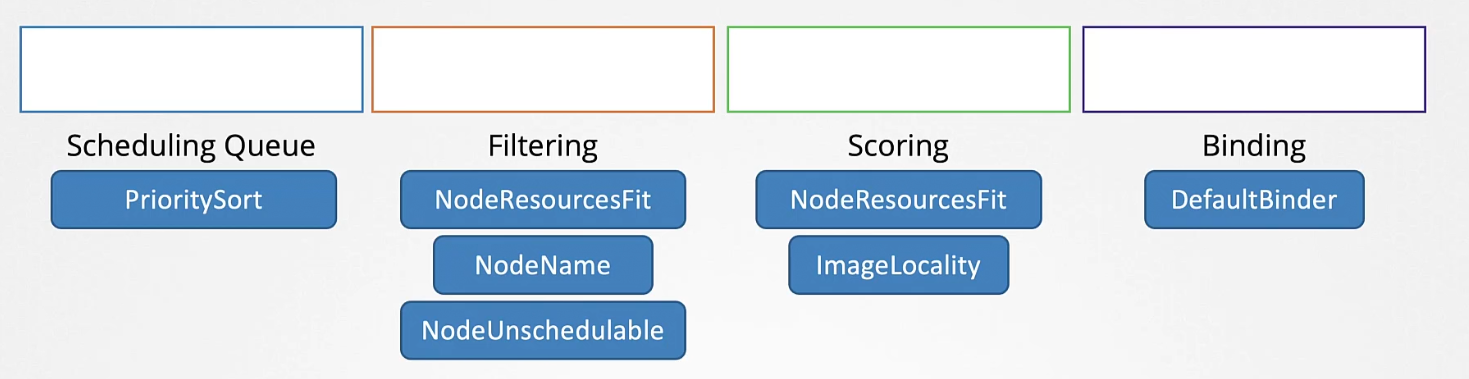 Scheduling Queue
Filtering
Scoring
Binding
PrioritySort
NodeResourcesFit
NodeResourcesFit
DefaultBinder
NodeName
ImageLocality
NodeUnschedulable